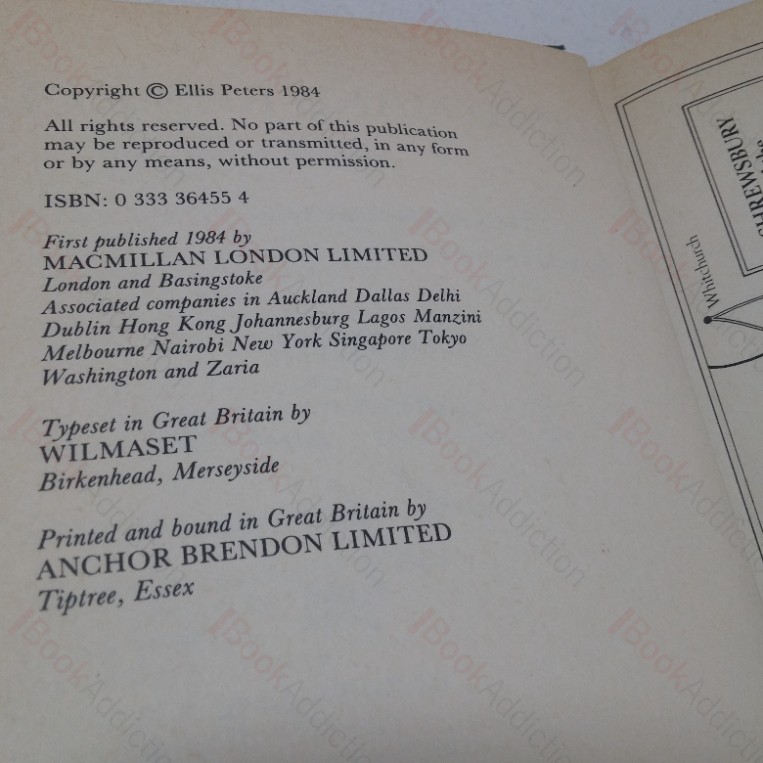 Copyright © Ellis Peters 1984
All rights reserved. No part of this publication
may be reproduced or transmitted, in any form
or by any means, without permission.
ISBN: 0 333 36455 4
First published 1984 by
MACMILLAN LONDON LIMITED
London and Basingstoke
Associated companies in Auckland Dallas Delhi
Dublin Hong Kong Johannesburg Lagos Manzini
Melbourne Nairobi New York Singapore Tokyo
Washington and Zaria
Typeset in Great Britain by
WILMASET
Birkenhead, Merseyside
Printed and bound in Great Britain by
ANCHOR BRENDON LIMITED
Tiptree, Essex
SHREWSBURY
Whitchurch
BookAddiction